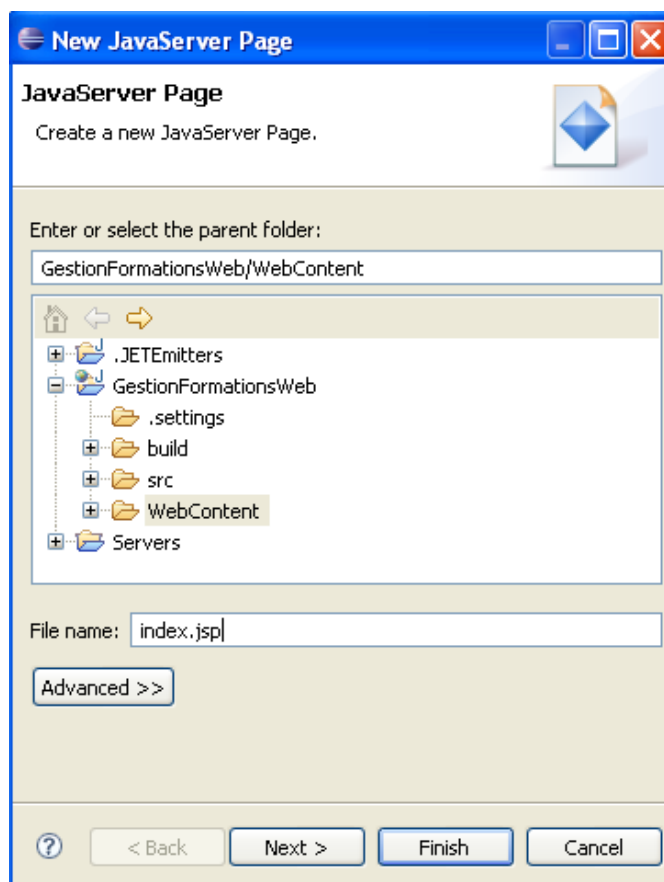 New JavaServer Page
JavaServer Page
Create a new JavaServer Page.
Enter or select the parent folder:
GestionFormationsWeb/WebContent
.JETEmitters
GestionFormationsWeb
.settings
build
src
WebContent
Servers
File name: index.jsp
Advanced >>
? < Back Next > Finish Cancel